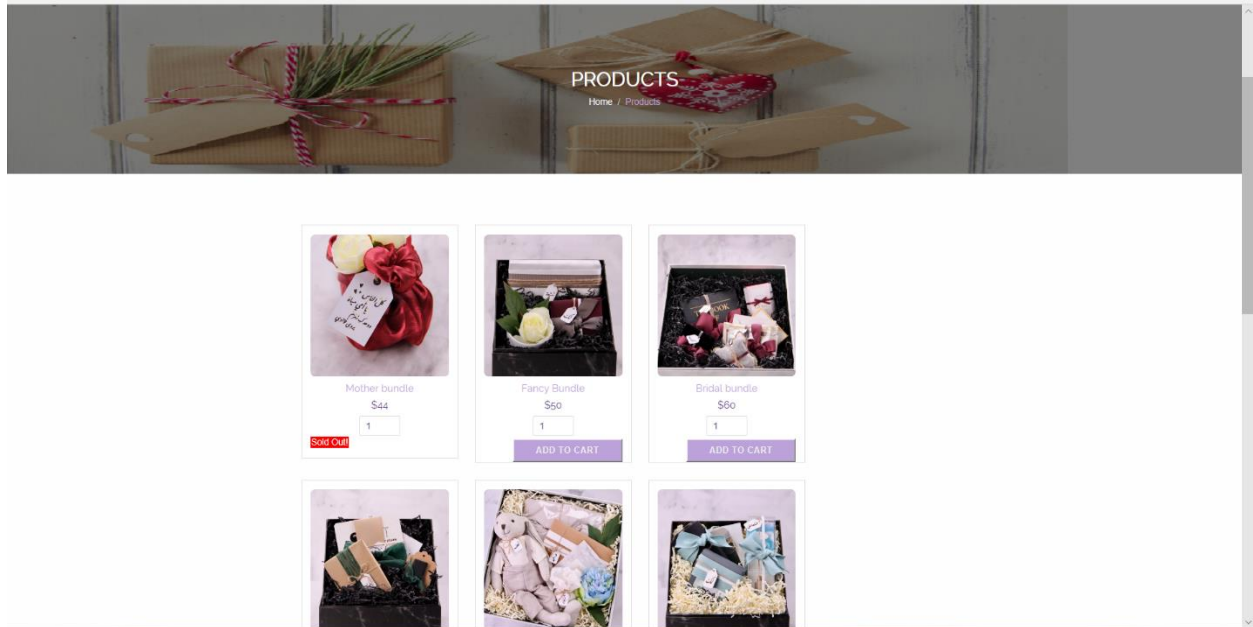 PRODUCTS
Home / Products
Mother bundle
$44
1
Sold Out!
Fancy Bundle
$50
1
ADD TO CART
Bridal bundle
$60
1
ADD TO CART